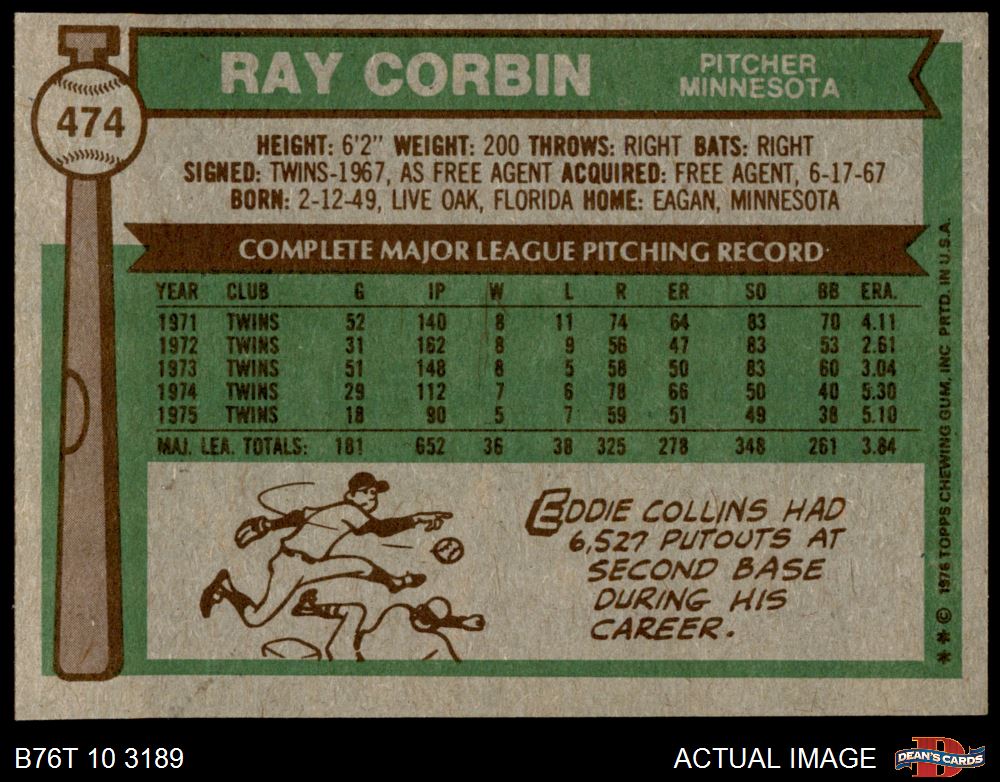 RAY CORBIN
PITCHER
MINNESOTA
474
HEIGHT: 6'2" WEIGHT: 200 THROWS: RIGHT BATS: RIGHT
SIGNED: TWINS-1967, AS FREE AGENT ACQUIRED: FREE AGENT, 6-17-67
BORN: 2-12-49, LIVE OAK, FLORIDA HOME: EAGAN, MINNESOTA
COMPLETE MAJOR LEAGUE PITCHING RECORD
YEAR CLUB G IP W L R ER SO BB ERA.
1971 TWINS 52 140 8 11 74 64 83 70 4.11
1972 TWINS 31 162 8 9 56 47 83 53 2.61
1973 TWINS 51 148 8 5 58 50 83 60 3.04
1974 TWINS 29 112 7 6 78 66 50 40 5.30
1975 TWINS 18 90 5 7 59 51 49 38 5.10
MAJ. LEA. TOTALS: 181 652 36 38 325 278 348 261 3.84
EDDIE COLLINS HAD
6,527 PUTOUTS AT
SECOND BASE
DURING HIS
CAREER.
** © 1976 TOPPS CHEWING GUM, INC. PRTD. IN U.S.A.
B76T 10 3189
ACTUAL IMAGE
DEAN'S CARDS